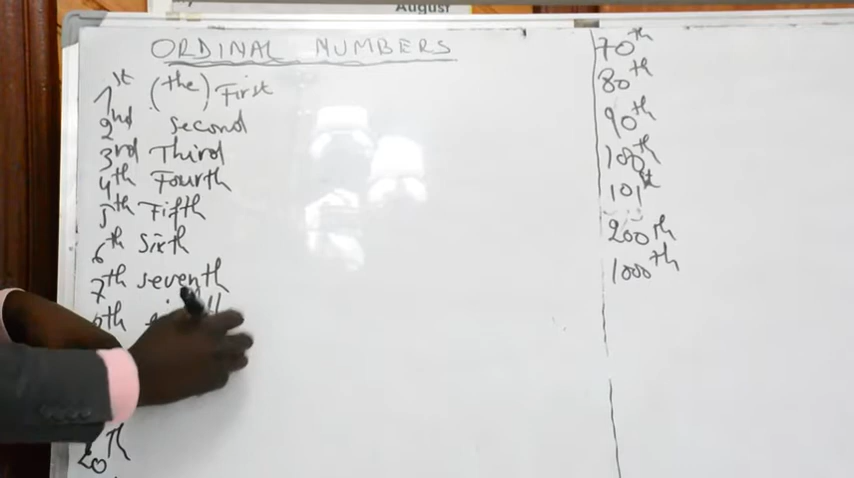 August
ORDINAL NUMBERS
1st (the) First
2nd second
3rd Third
4th Fourth
5th Fifth
6th Sixth
7th seventh
8th
20th
70th
80th
90th
100th
101st
200th
1000th